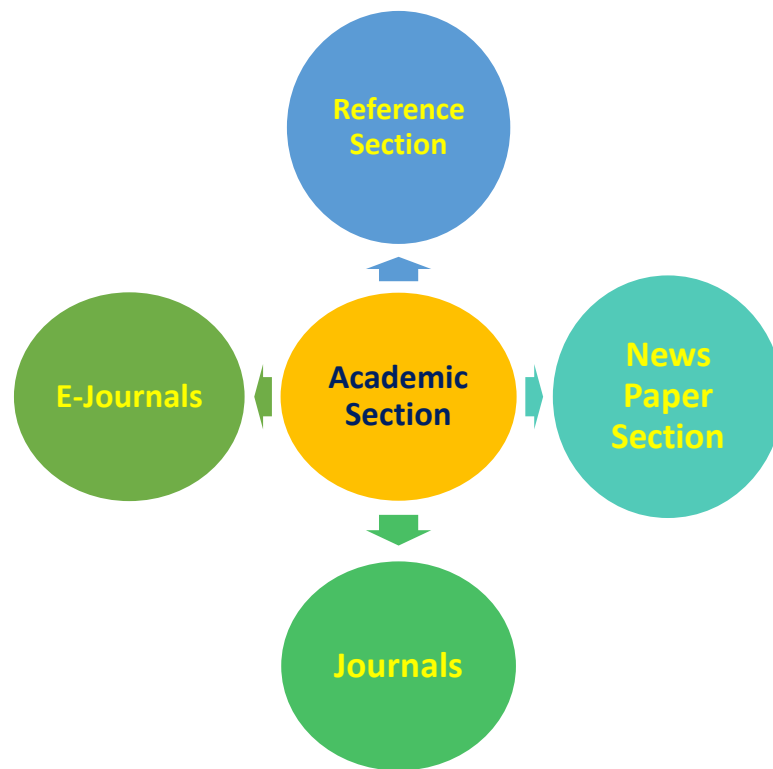 Reference
Section
E-Journals
Academic
Section
News
Paper
Section
Journals